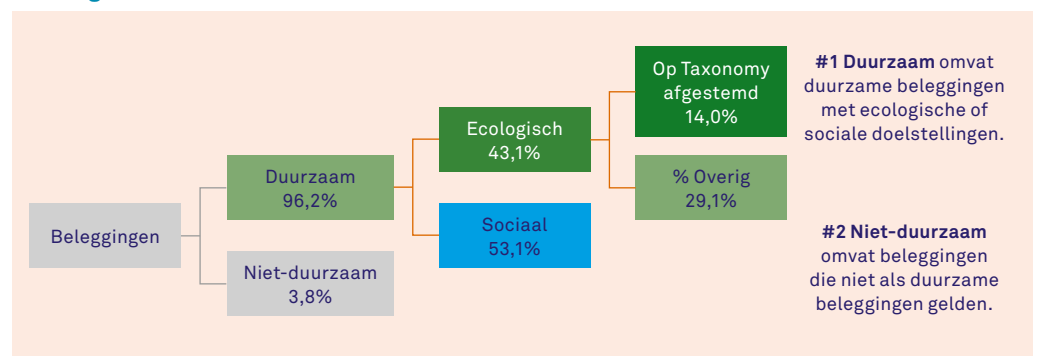 Beleggingen
Duurzaam
96,2%
Niet-duurzaam
3,8%
Ecologisch
43,1%
Sociaal
53,1%
Op Taxonomy
afgestemd
14,0%
% Overig
29,1%
#1 Duurzaam omvat
duurzame beleggingen
met ecologische of
sociale doelstellingen.
#2 Niet-duurzaam
omvat beleggingen
die niet als duurzame
beleggingen gelden.